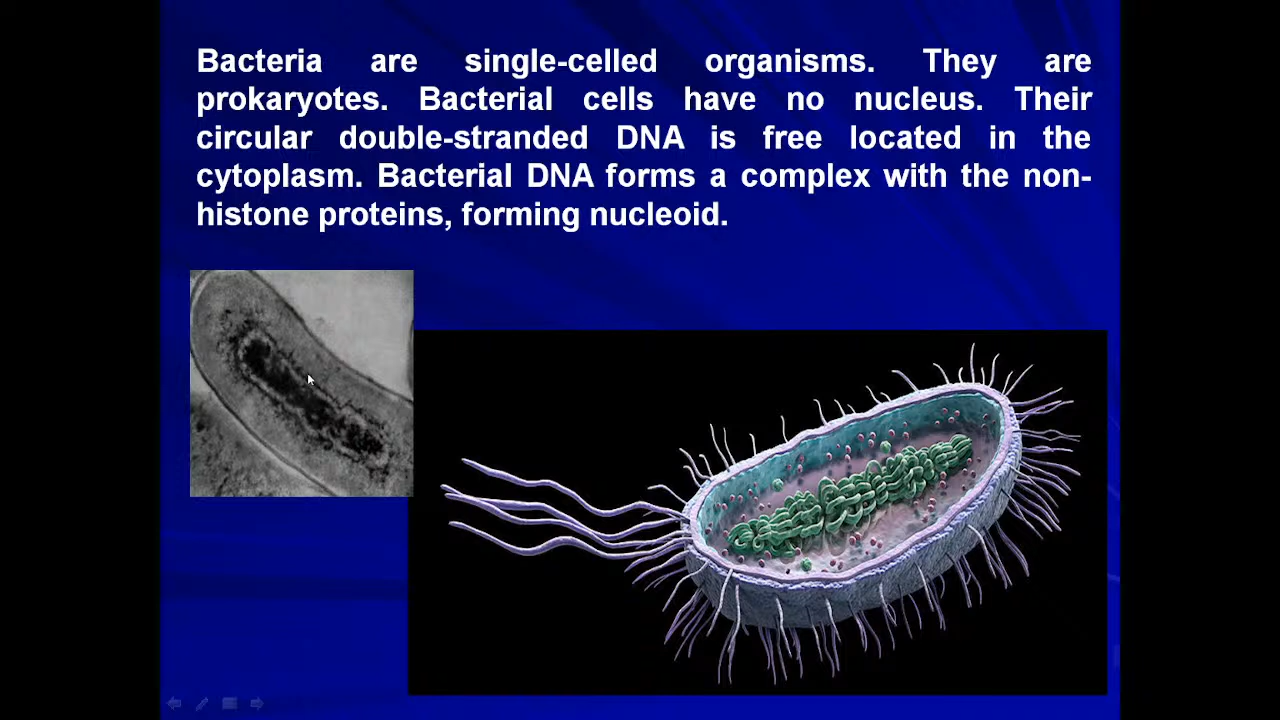 Bacteria are single-celled organisms. They are
prokaryotes. Bacterial cells have no nucleus. Their
circular double-stranded DNA is free located in the
cytoplasm. Bacterial DNA forms a complex with the non-
histone proteins, forming nucleoid.